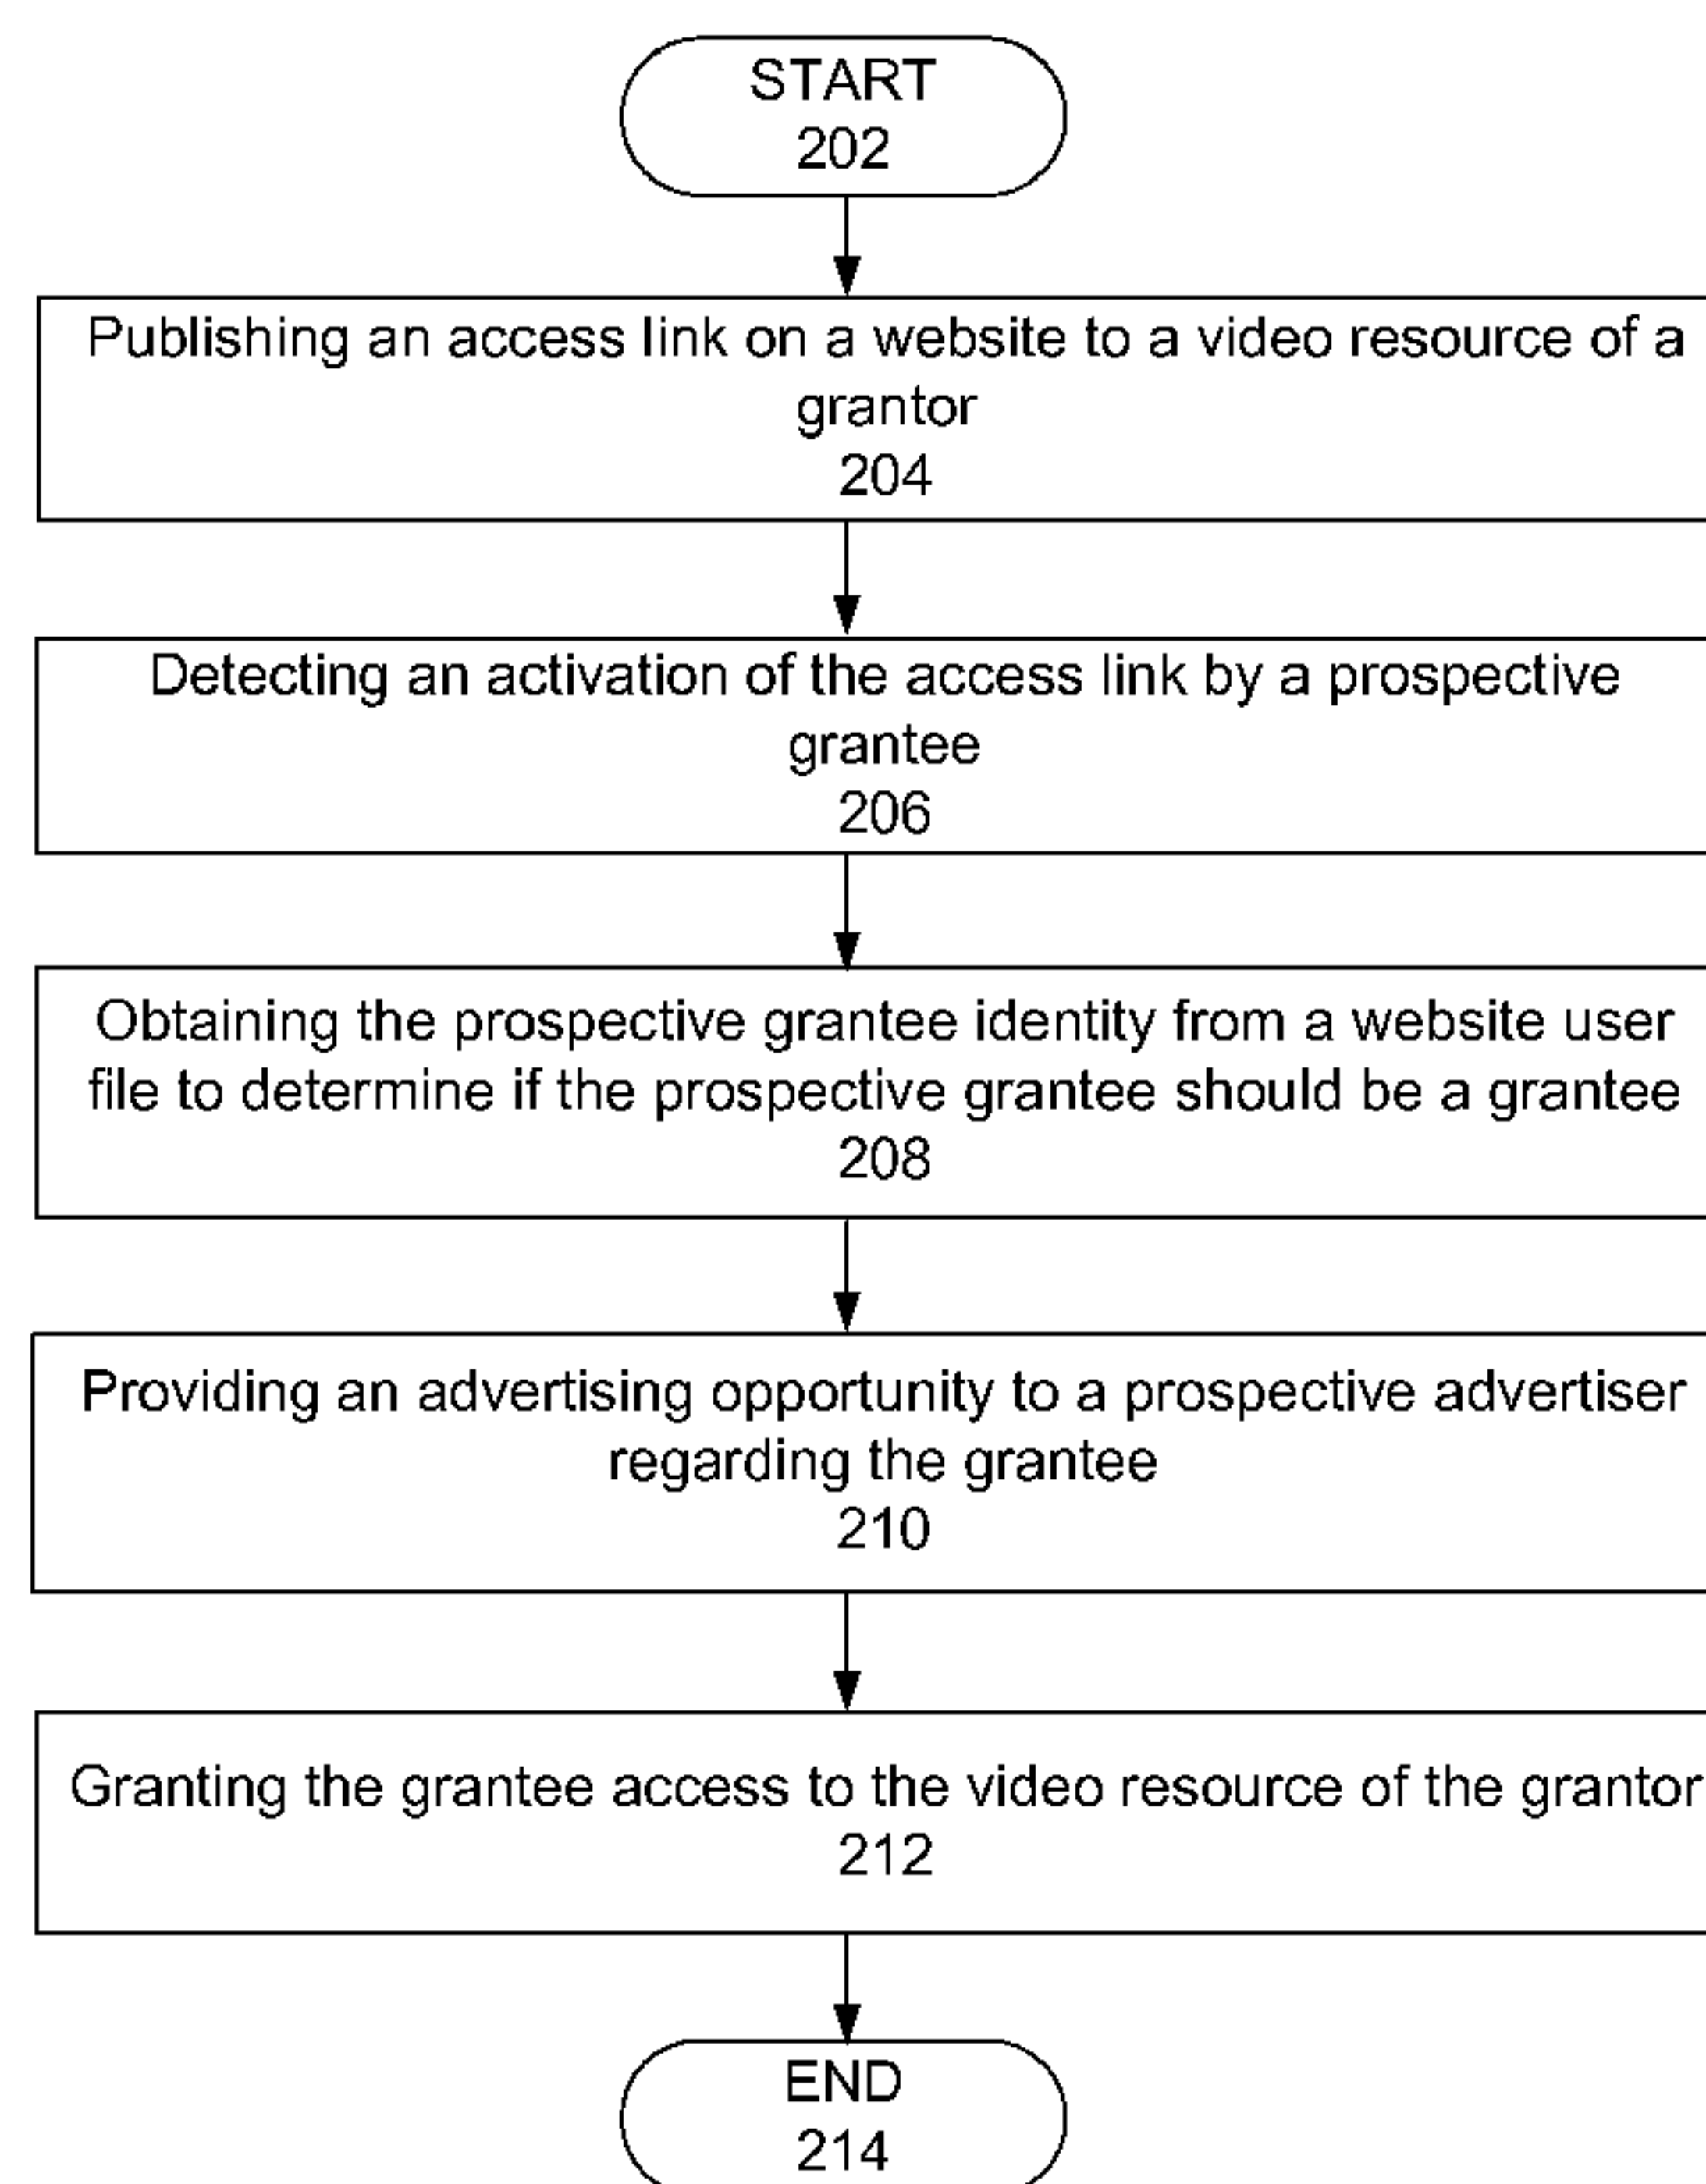 START
202
Publishing an access link on a website to a video resource of a
grantor
204
Detecting an activation of the access link by a prospective
grantee
206
Obtaining the prospective grantee identity from a website user
file to determine if the prospective grantee should be a grantee
208
Providing an advertising opportunity to a prospective advertiser
regarding the grantee
210
Granting the grantee access to the video resource of the grantor
212
END
214